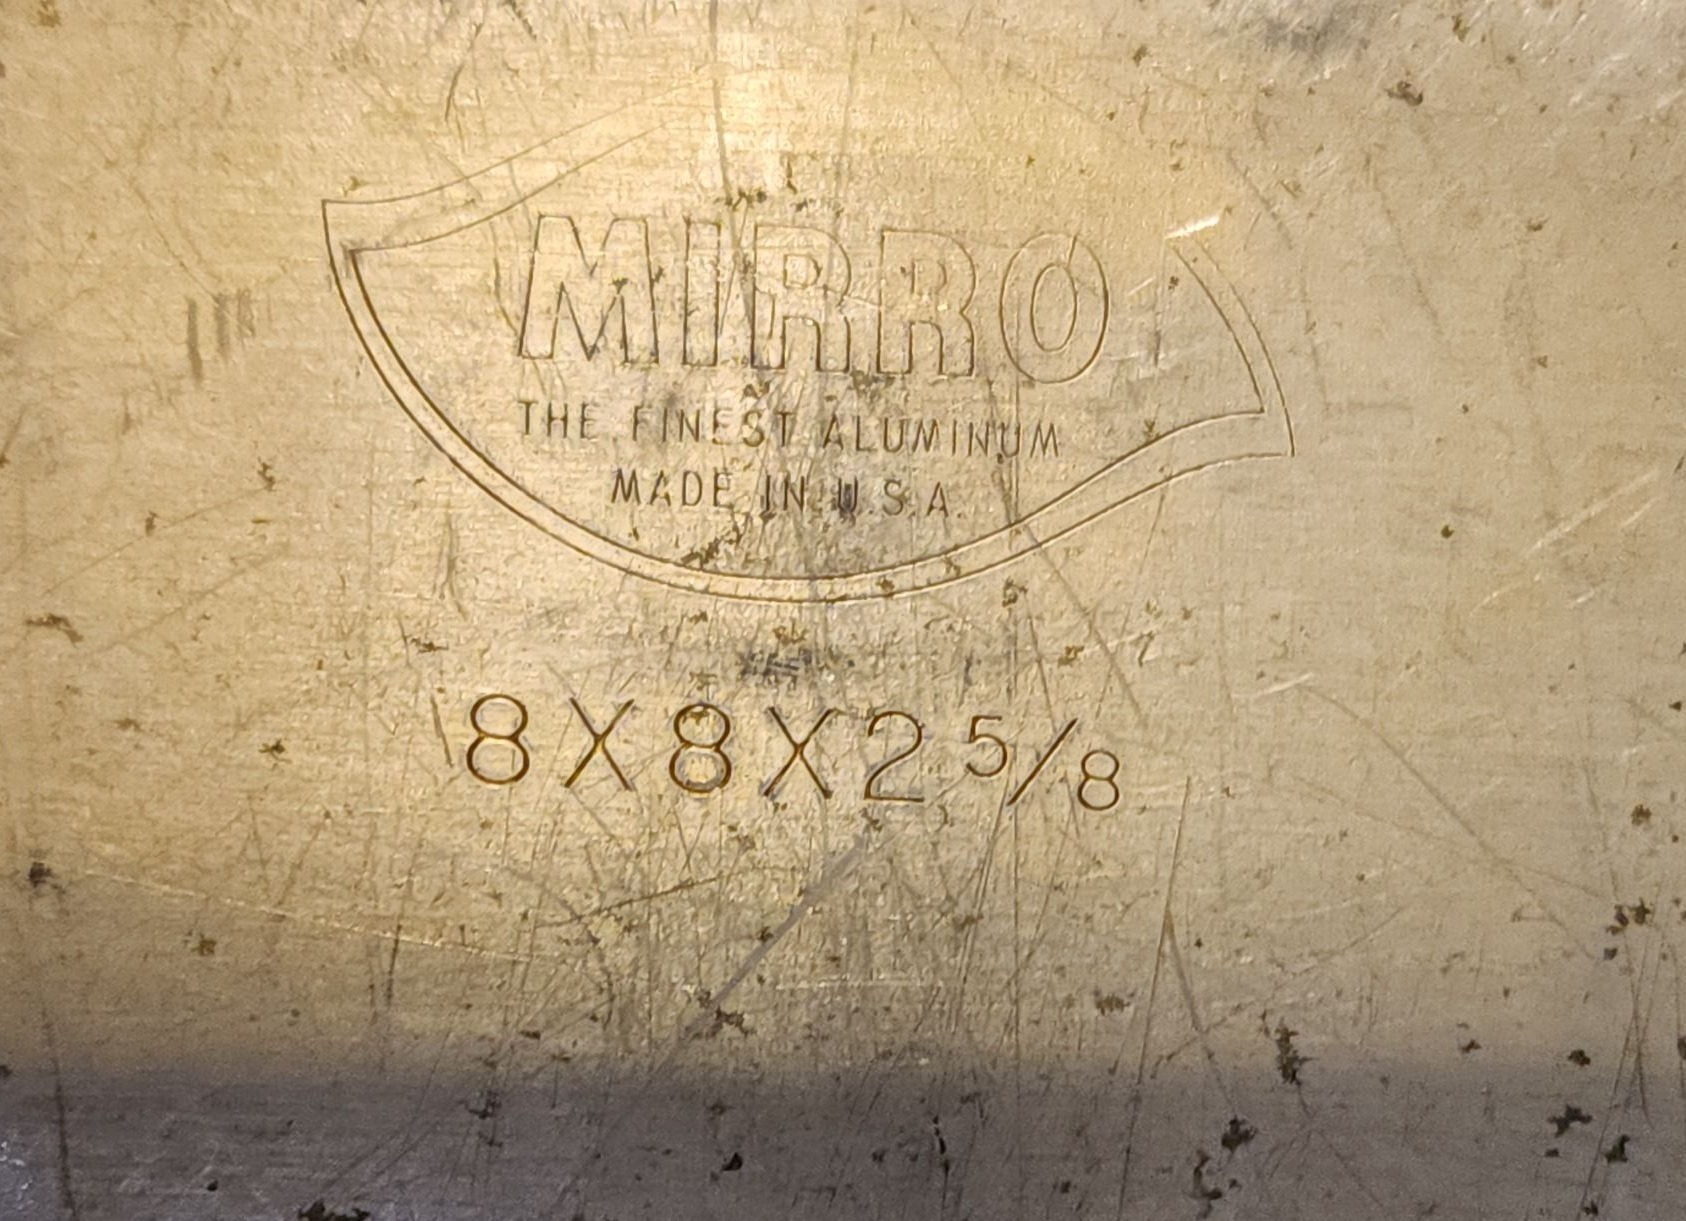 MIRRO
THE FINEST ALUMINUM
MADE IN U.S.A.
8X8X2 5/8